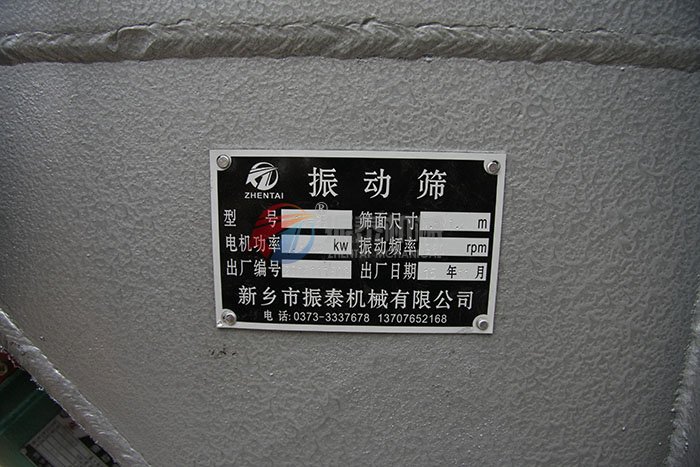 ZHENTAI
振动筛
型 号 筛面尺寸 m
电机功率 kw 振动频率 rpm
出厂编号 出厂日期 年 月
新乡市振泰机械有限公司
电 话: 0373-3337678 13707652168